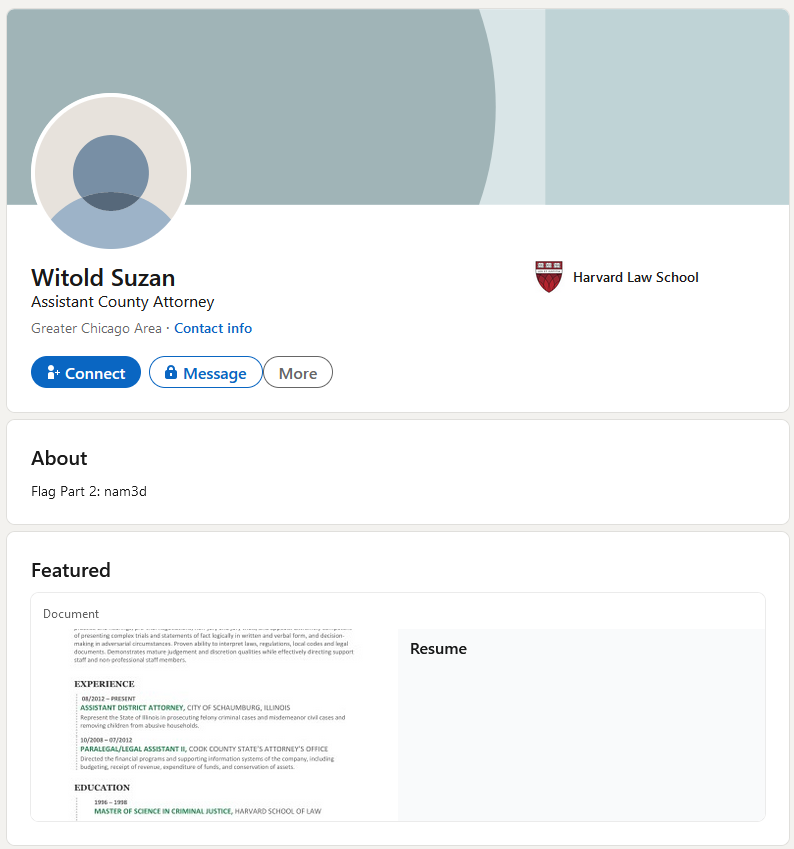 Witold Suzan
Assistant County Attorney
Greater Chicago Area · Contact info
Harvard Law School
Connect
Message
More
About
Flag Part 2: nam3d
Featured
Document
of presenting complex trials and statements of fact logically in written and verbal form, and decision-
making in adversarial circumstances. Proven ability to interpret laws, regulations, local codes and legal
documents. Demonstrates mature judgement and discretion qualities while effectively directing support
staff and non-professional staff members.
EXPERIENCE
08/2012 – PRESENT
ASSISTANT DISTRICT ATTORNEY, CITY OF SCHAUMBURG, ILLINOIS
Represent the State of Illinois in prosecuting felony criminal cases and misdemeanor civil cases and
removing children from abusive households.
10/2008 – 07/2012
PARALEGAL/LEGAL ASSISTANT II, COOK COUNTY STATE'S ATTORNEY'S OFFICE
Directed the financial programs and supporting information systems of the company, including
budgeting, receipt of revenue, expenditure of funds, and conservation of assets.
EDUCATION
1996 – 1998
MASTER OF SCIENCE IN CRIMINAL JUSTICE, HARVARD SCHOOL OF LAW
Resume